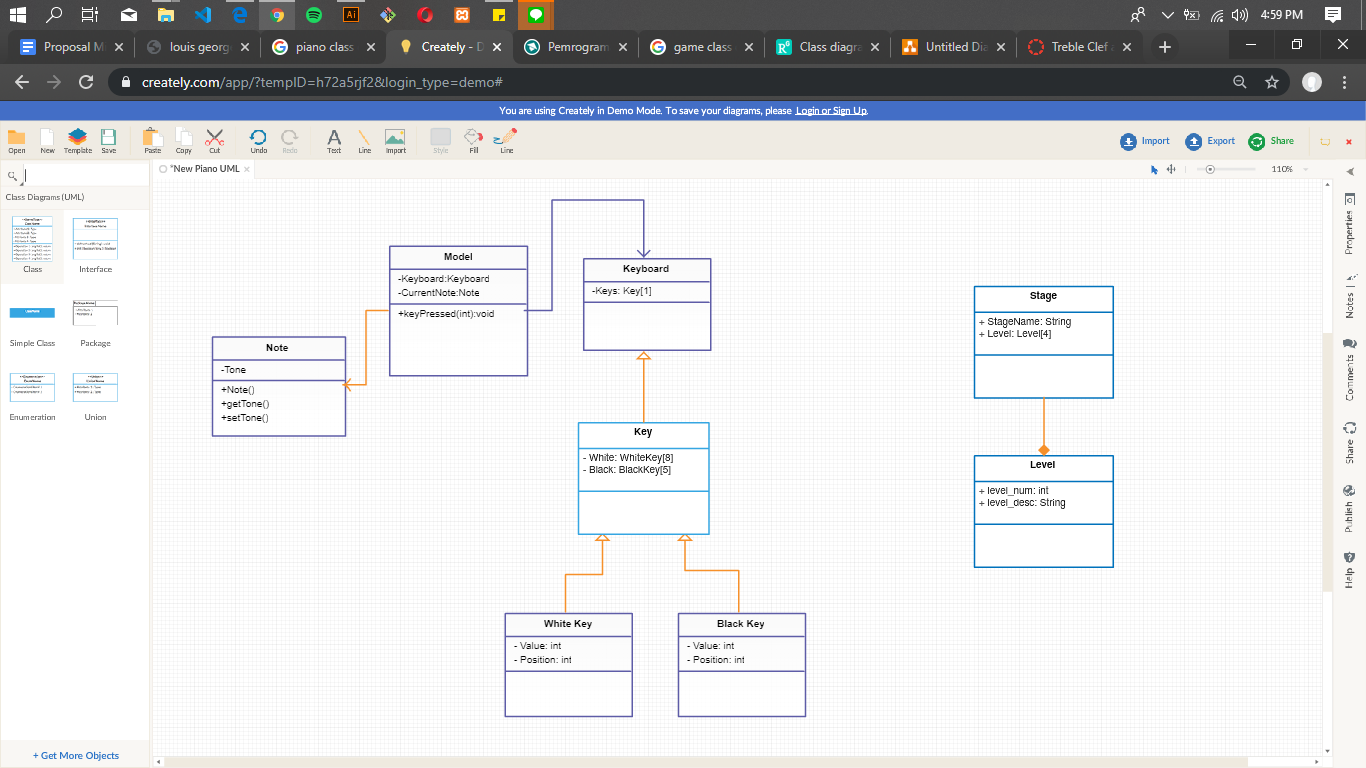 4:59 PM
Proposal M
louis georg
piano class
Creately - D
Pemrogram
game class
Class diagra
Untitled Dia
Treble Clef a
creately.com/app/?tempID=h72a5rjf2&login_type=demo#
You are using Creately in Demo Mode. To save your diagrams, please Login or Sign Up.
Open New Template Save Paste Copy Cut Undo Redo Text Line Import Style Fill Line
Import Export Share
*New Piano UML
110%
Class Diagrams (UML)
Class Interface
Simple Class Package
Enumeration Union
+ Get More Objects
Model
-Keyboard:Keyboard
-CurrentNote:Note
+keyPressed(int):void
Keyboard
-Keys: Key[1]
Note
-Tone
+Note()
+getTone()
+setTone()
Key
- White: WhiteKey[8]
- Black: BlackKey[5]
White Key
- Value: int
- Position: int
Black Key
- Value: int
- Position: int
Stage
+ StageName: String
+ Level: Level[4]
Level
+ level_num: int
+ level_desc: String
Properties
Notes
Comments
Share
Publish
Help